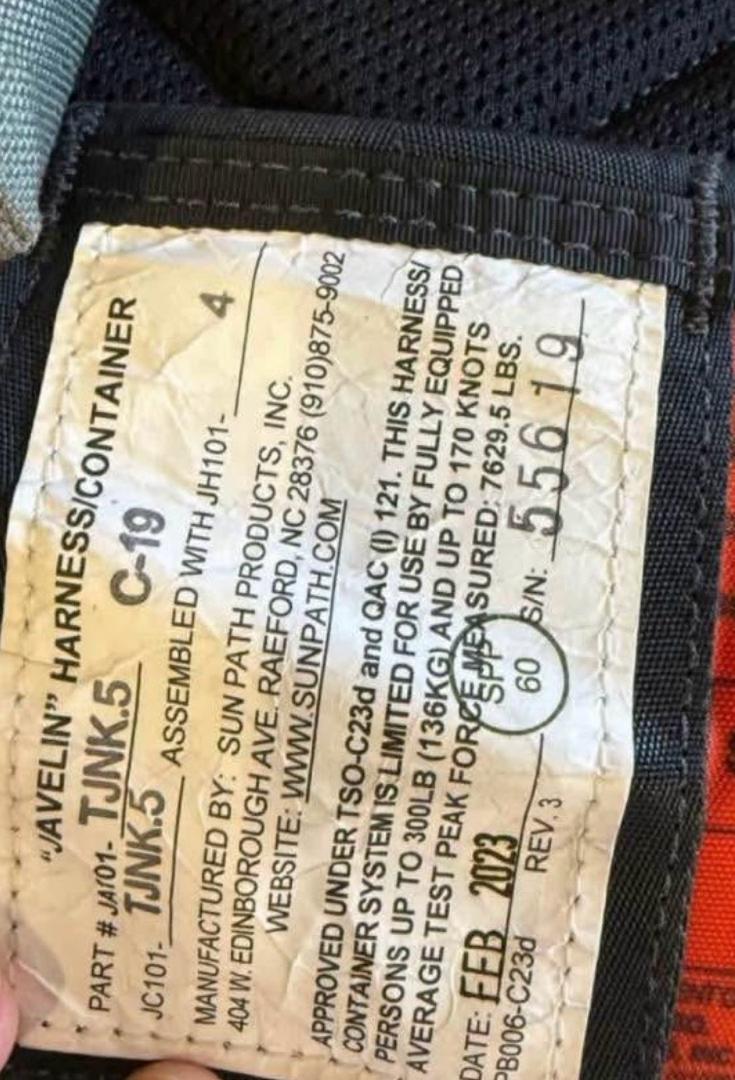 "JAVELIN" HARNESS/CONTAINER
PART # JA101- TJNK.5 C-19
JC101- TJNK.5 ASSEMBLED WITH JH101- 4
MANUFACTURED BY: SUN PATH PRODUCTS, INC.
404 W. EDINBOROUGH AVE. RAEFORD, NC 28376 (910)875-9002
WEBSITE: WWW.SUNPATH.COM
APPROVED UNDER TSO-C23d and QAC (I) 121. THIS HARNESS/
CONTAINER SYSTEM IS LIMITED FOR USE BY FULLY EQUIPPED
PERSONS UP TO 300LB (136KG) AND UP TO 170 KNOTS
AVERAGE TEST PEAK FORCE MEASURED: 7629.5 LBS.
DATE: FEB 2023 SPP 60 S/N: 55619
PB006-C23d REV. 3